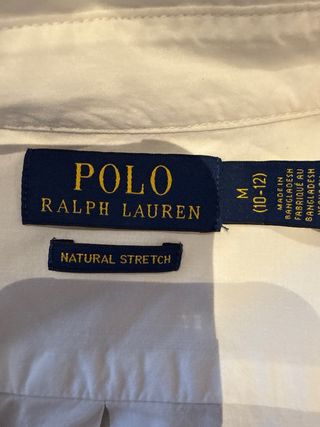 POLO
RALPH LAUREN
NATURAL STRETCH
M
(10-12)
MADE IN
BANGLADESH
FABRIQUÉ AU
BANGLADESH